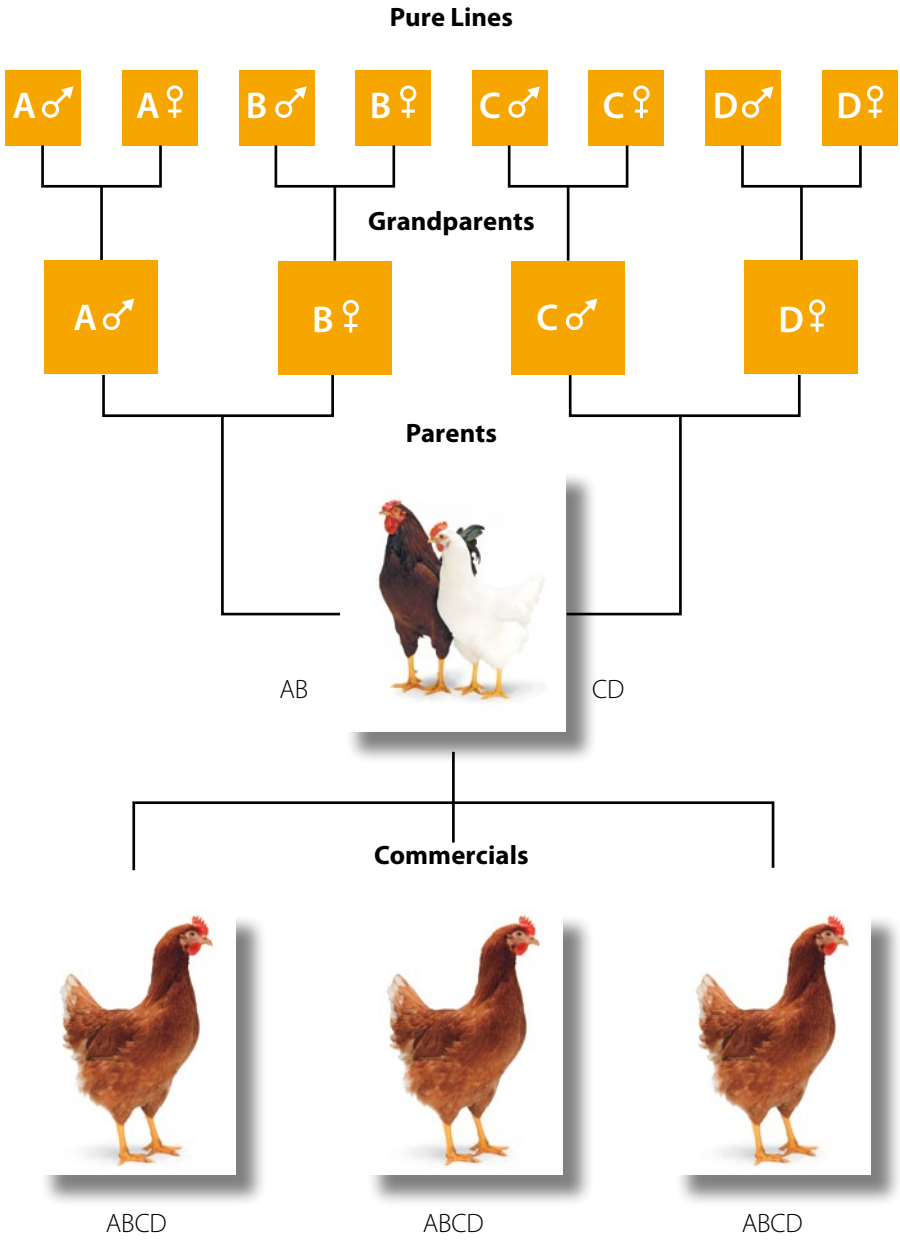 Pure Lines
A♂ A♀ B♂ B♀ C♂ C♀ D♂ D♀
Grandparents
A♂ B♀ C♂ D♀
Parents
AB CD
Commercials
ABCD ABCD ABCD